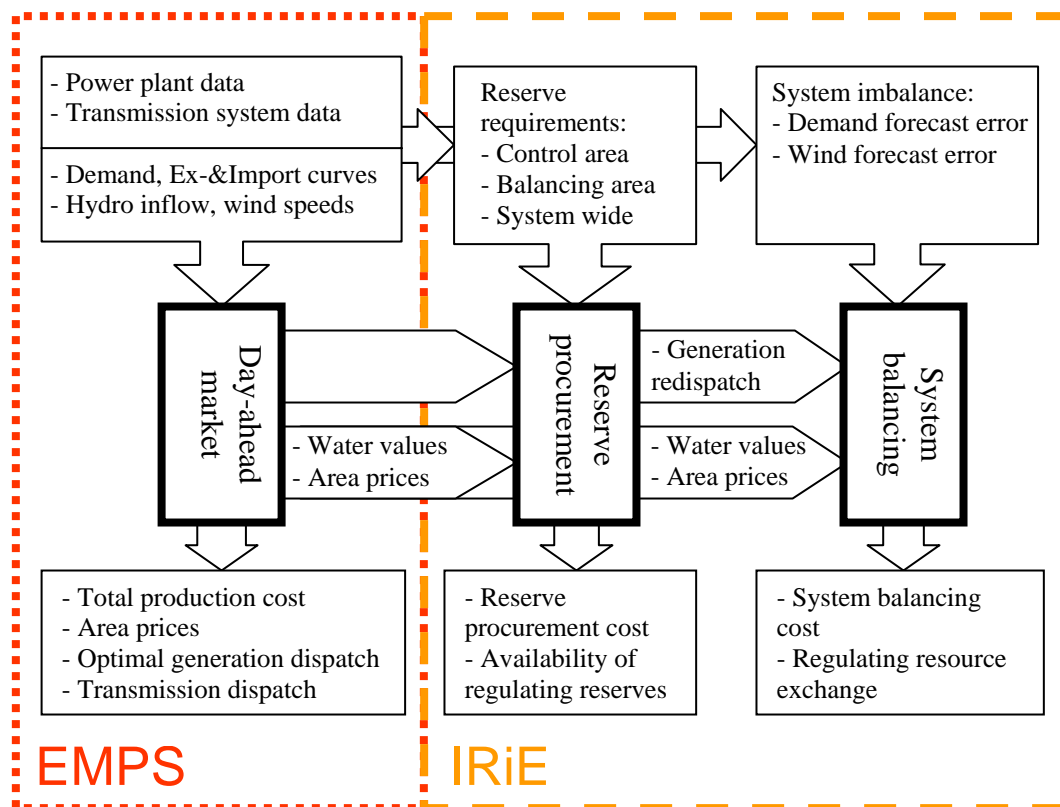 - Power plant data
- Transmission system data
- Demand, Ex-&Import curves
- Hydro inflow, wind speeds
Reserve
requirements:
- Control area
- Balancing area
- System wide
System imbalance:
- Demand forecast error
- Wind forecast error
Day-ahead
market
- Water values
- Area prices
Reserve
procurement
- Generation
redispatch
- Water values
- Area prices
System
balancing
- Total production cost
- Area prices
- Optimal generation dispatch
- Transmission dispatch
- Reserve
procurement cost
- Availability of
regulating reserves
- System balancing
cost
- Regulating resource
exchange
EMPS
IRiE